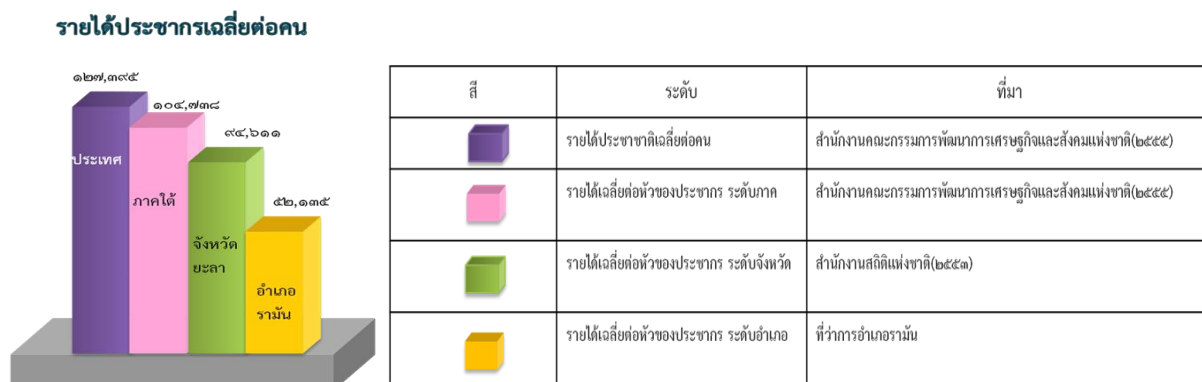 รายได้ประชากรเฉลี่ยต่อคน
๑๒๗,๓๙๕
๑๐๔,๗๓๘
๙๔,๖๑๑
๕๒,๑๓๕
ประเทศ
ภาคใต้
จังหวัด
ยะลา
อำเภอ
รามัน
สี ระดับ ที่มา
รายได้ประชาชาติเฉลี่ยต่อคน สำนักงานคณะกรรมการพัฒนาการเศรษฐกิจและสังคมแห่งชาติ(๒๕๕๕)
รายได้เฉลี่ยต่อหัวของประชากร ระดับภาค สำนักงานคณะกรรมการพัฒนาการเศรษฐกิจและสังคมแห่งชาติ(๒๕๕๕)
รายได้เฉลี่ยต่อหัวของประชากร ระดับจังหวัด สำนักงานสถิติแห่งชาติ(๒๕๕๓)
รายได้เฉลี่ยต่อหัวของประชากร ระดับอำเภอ ที่ว่าการอำเภอรามัน